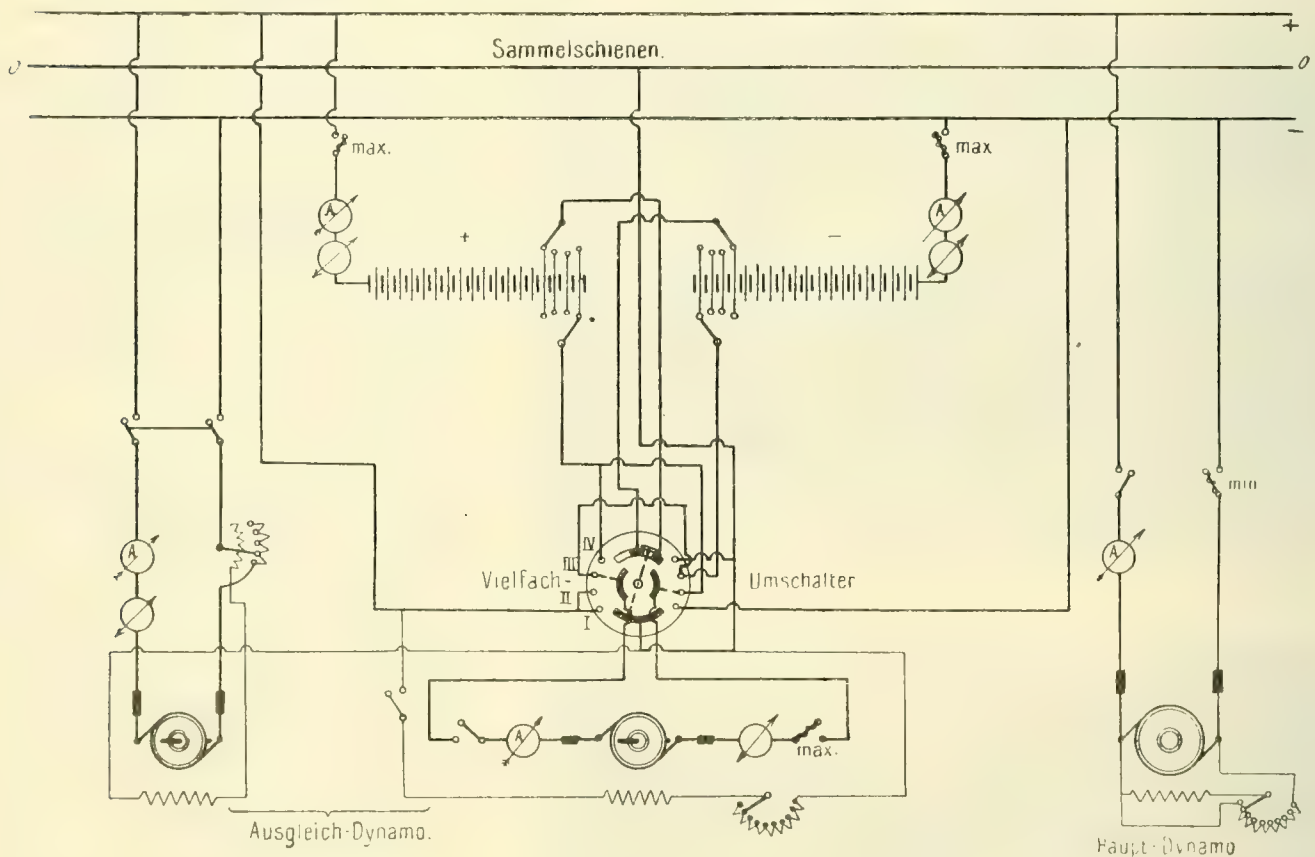 +
Sammelschienen.
0
0
-
max.
max
A
A
+
-
min
A
A
IV
III
Vielfach-
Umschalter
II
I
A
max.
Ausgleich-Dynamo.
Haupt-Dynamo